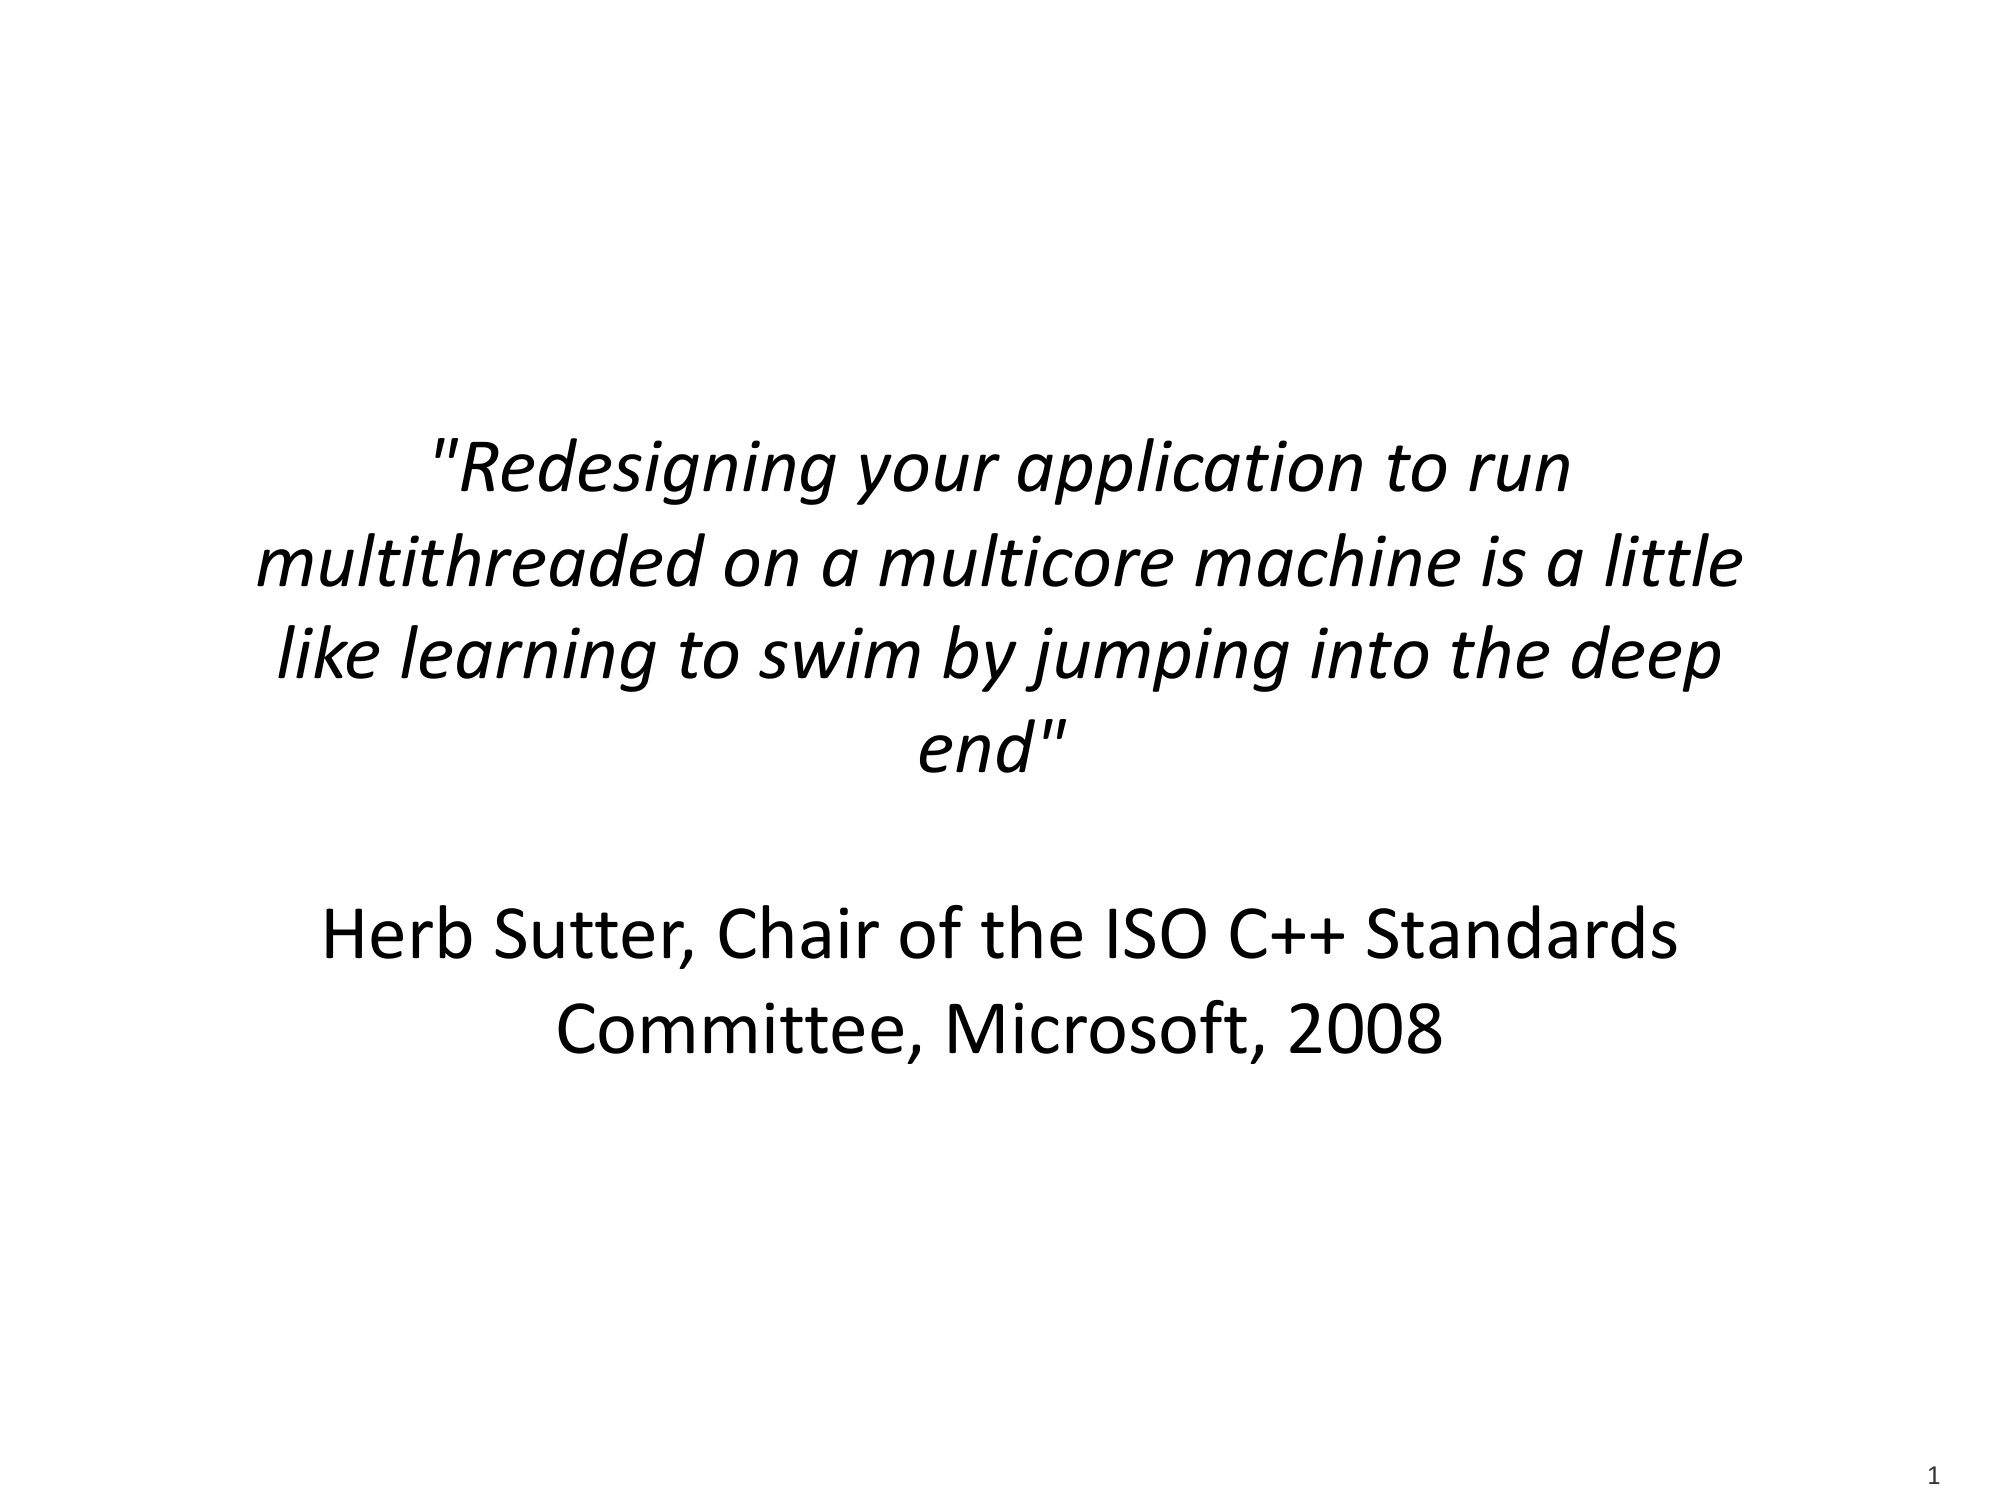 "Redesigning your application to run
multithreaded on a multicore machine is a little
like learning to swim by jumping into the deep
end"
Herb Sutter, Chair of the ISO C++ Standards
Committee, Microsoft, 2008
1